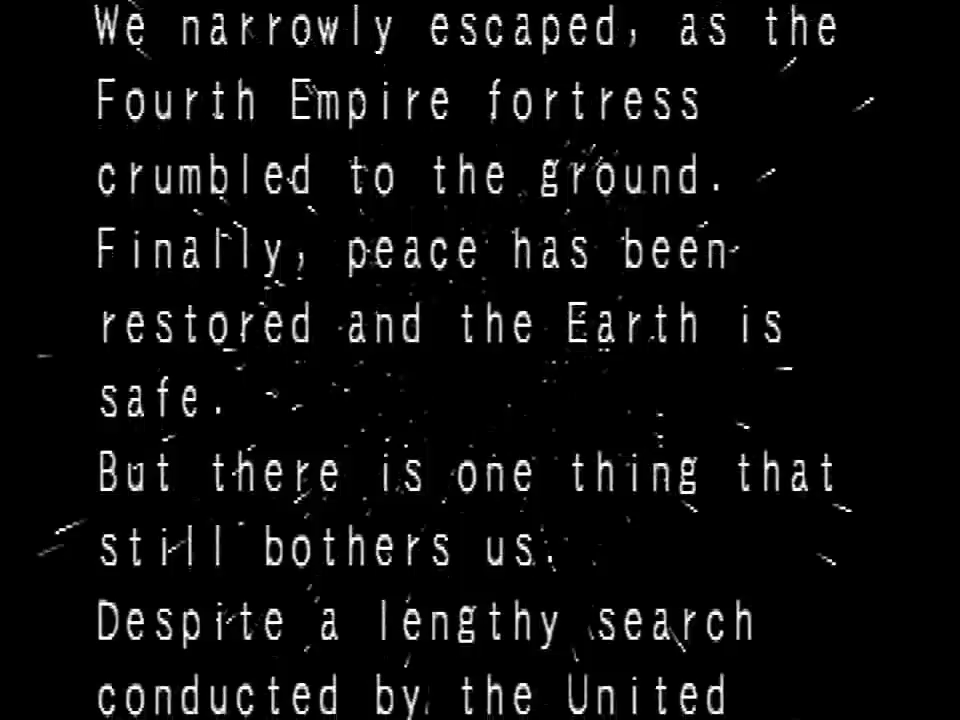 We narrowly escaped, as the
Fourth Empire fortress
crumbled to the ground.
Finally, peace has been
restored and the Earth is
safe.
But there is one thing that
still bothers us.
Despite a lengthy search
conducted by the United